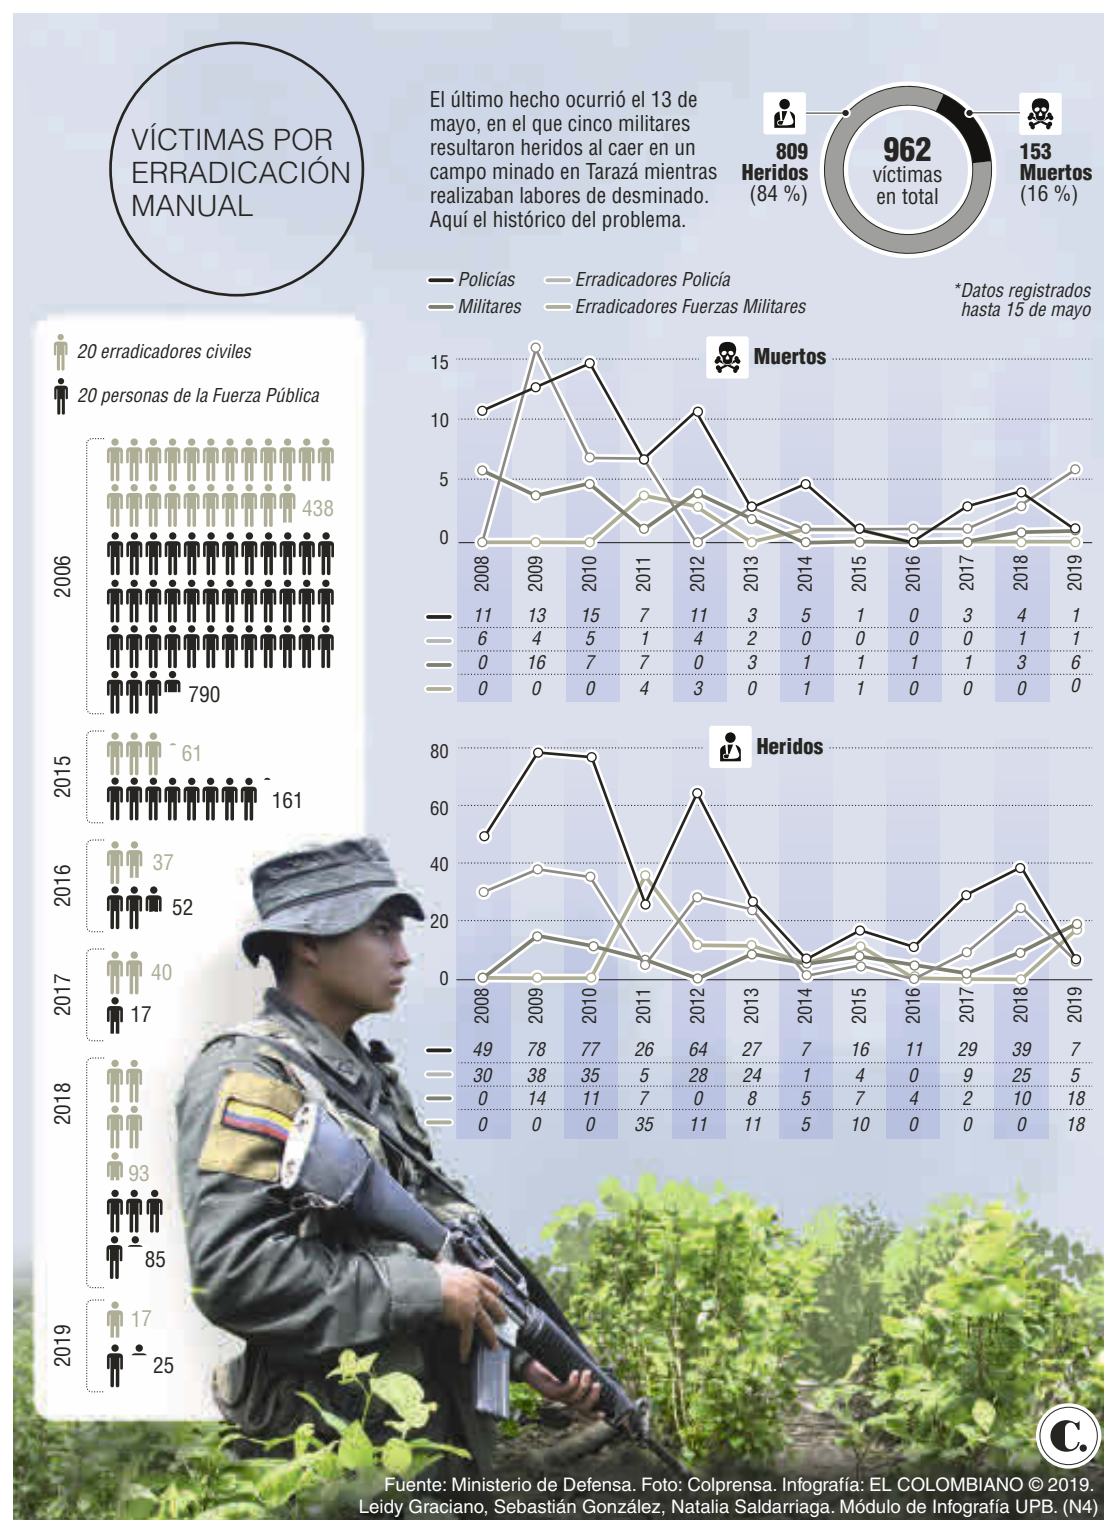 VÍCTIMAS POR
ERRADICACIÓN
MANUAL
El último hecho ocurrió el 13 de
mayo, en el que cinco militares
resultaron heridos al caer en un
campo minado en Tarazá mientras
realizaban labores de desminado.
Aquí el histórico del problema.
809
Heridos
(84 %)
962
víctimas
en total
153
Muertos
(16 %)
Policías
Erradicadores Policía
Militares
Erradicadores Fuerzas Militares
*Datos registrados
hasta 15 de mayo
20 erradicadores civiles
20 personas de la Fuerza Pública
2006
438
790
2015
61
161
2016
37
52
2017
40
17
2018
93
85
2019
17
25
Muertos
15
10
5
0
2008 2009 2010 2011 2012 2013 2014 2015 2016 2017 2018 2019
11 13 15 7 11 3 5 1 0 3 4 1
6 4 5 1 4 2 0 0 0 0 1 1
0 16 7 7 0 3 1 1 1 1 3 6
0 0 0 4 3 0 1 1 0 0 0 0
Heridos
80
60
40
20
0
2008 2009 2010 2011 2012 2013 2014 2015 2016 2017 2018 2019
49 78 77 26 64 27 7 16 11 29 39 7
30 38 35 5 28 24 1 4 0 9 25 5
0 14 11 7 0 8 5 7 4 2 10 18
0 0 0 35 11 11 5 10 0 0 0 18
C.
Fuente: Ministerio de Defensa. Foto: Colprensa. Infografía: EL COLOMBIANO © 2019.
Leidy Graciano, Sebastián González, Natalia Saldarriaga. Módulo de Infografía UPB. (N4)